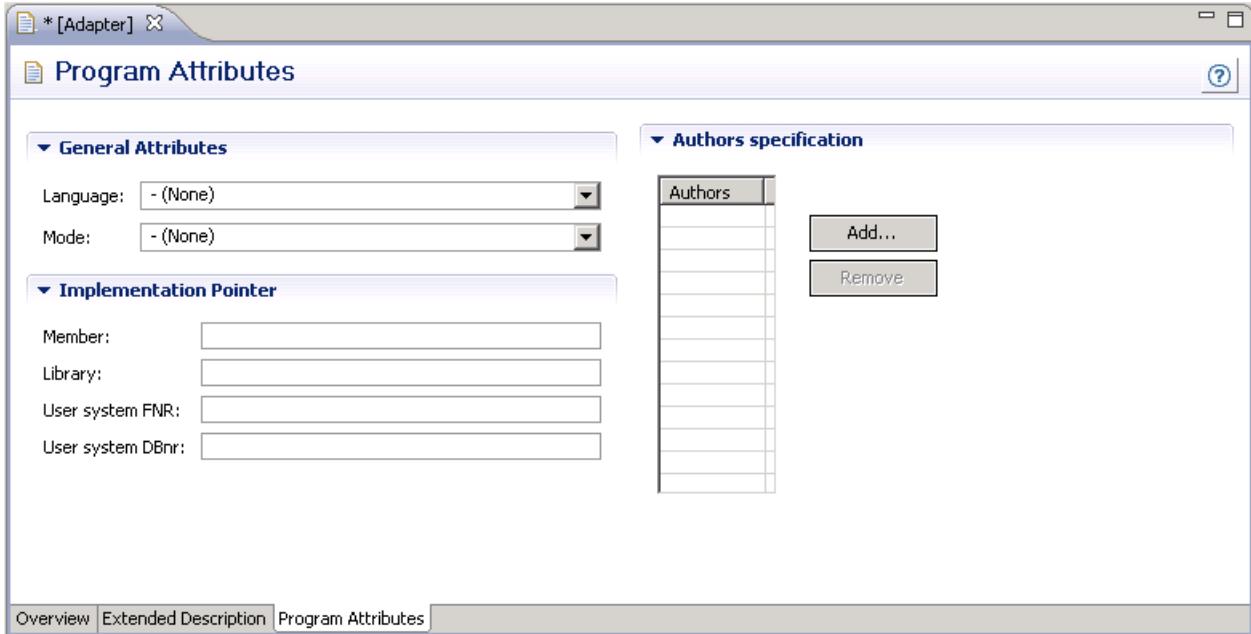 * [Adapter]
Program Attributes
General Attributes
Language: - (None)
Mode: - (None)
Implementation Pointer
Member:
Library:
User system FNR:
User system DBnr:
Authors specification
Authors
Add...
Remove
Overview Extended Description Program Attributes